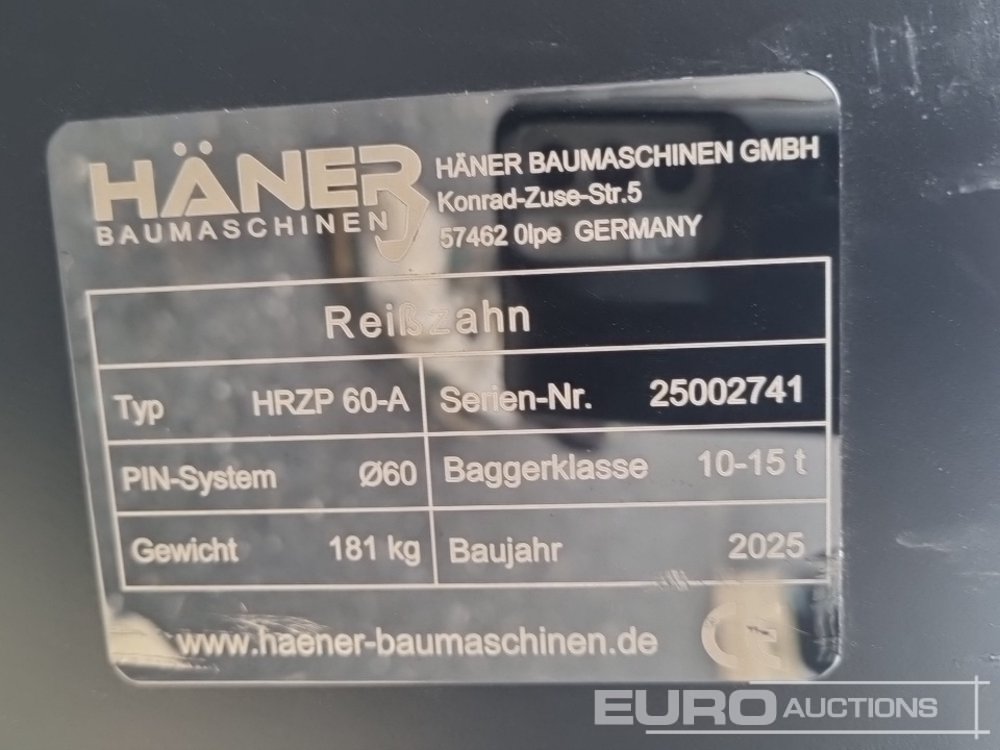 HÄNER
BAUMASCHINEN
HÄNER BAUMASCHINEN GMBH
Konrad-Zuse-Str.5
57462 Olpe GERMANY
Reißzahn
Typ HRZP 60-A Serien-Nr. 25002741
PIN-System Ø60 Baggerklasse 10-15 t
Gewicht 181 kg Baujahr 2025
www.haener-baumaschinen.de CE
EURO AUCTIONS